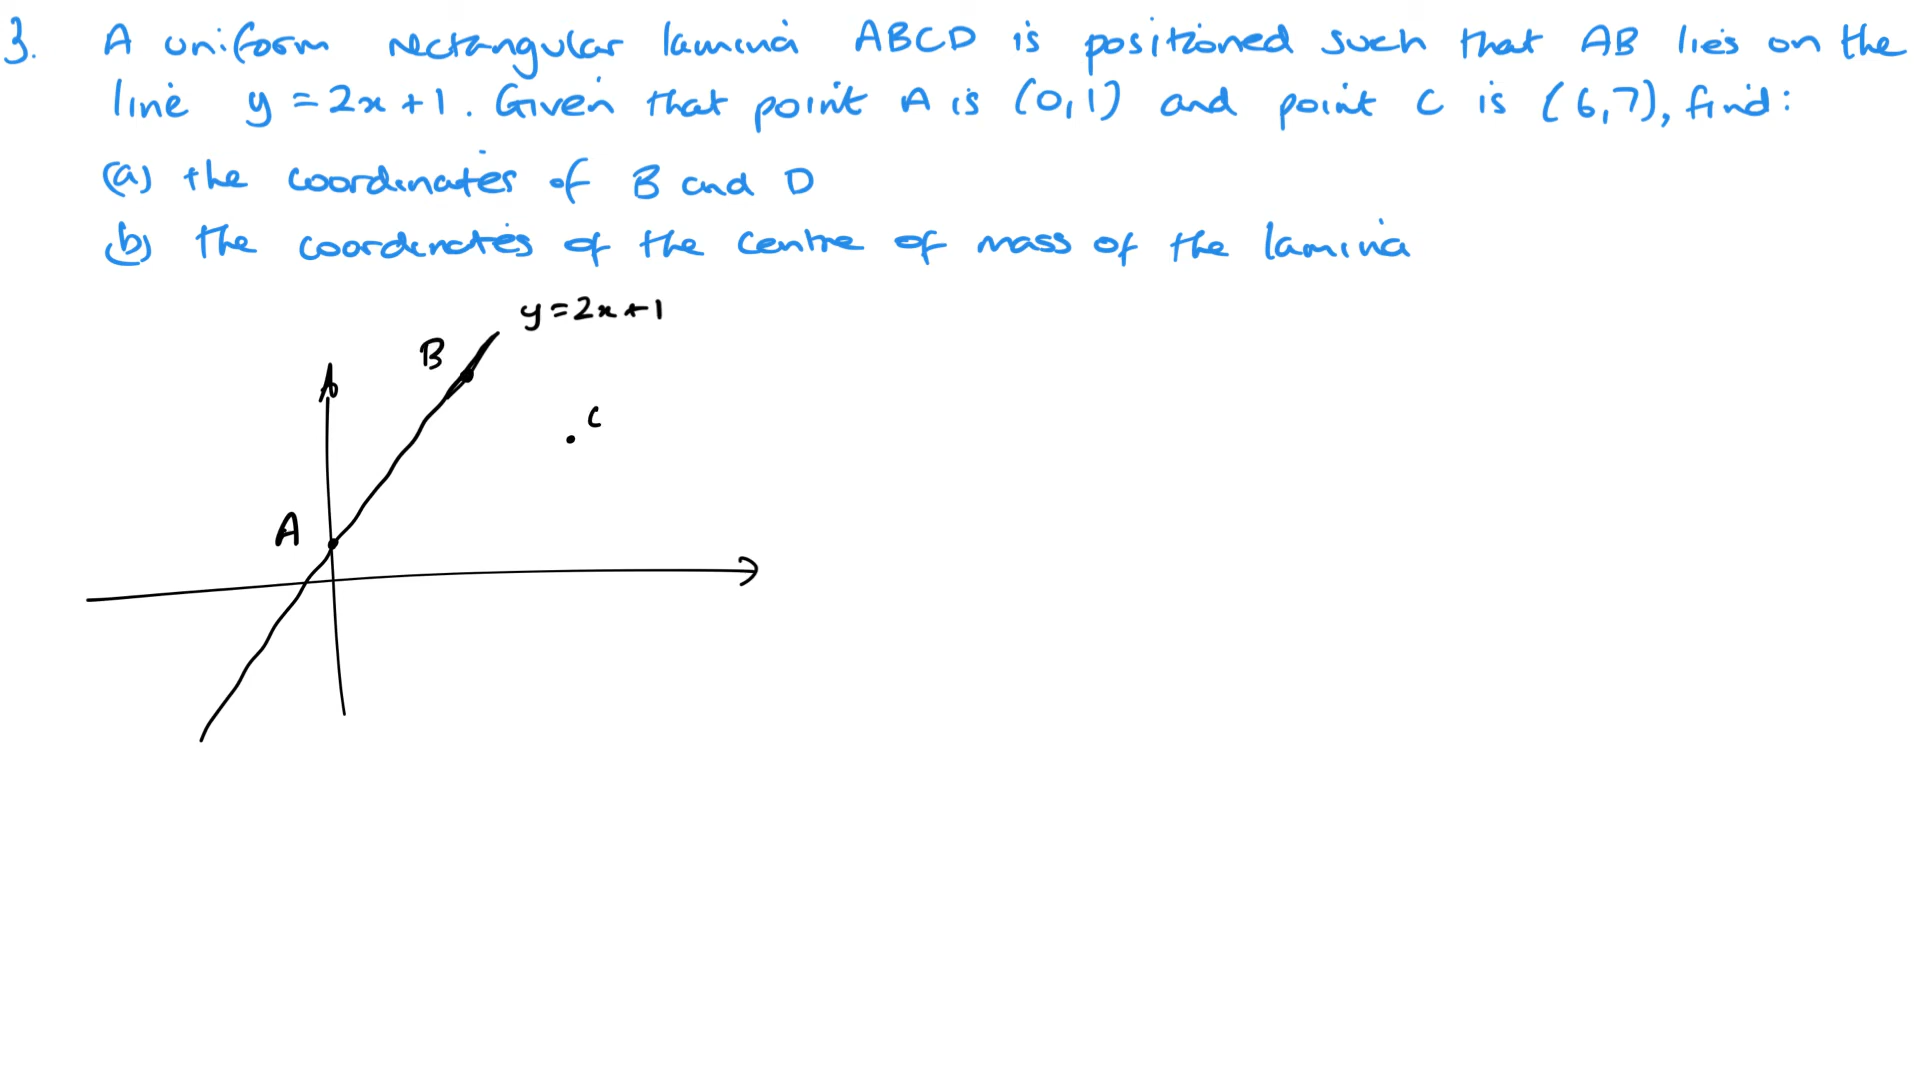 3. A uniform rectangular lamina ABCD is positioned such that AB lies on the
line y = 2x + 1. Given that point A is (0,1) and point C is (6,7), find:
(a) the coordinates of B and D
(b) the coordinates of the centre of mass of the lamina
y = 2x + 1
B
C
A